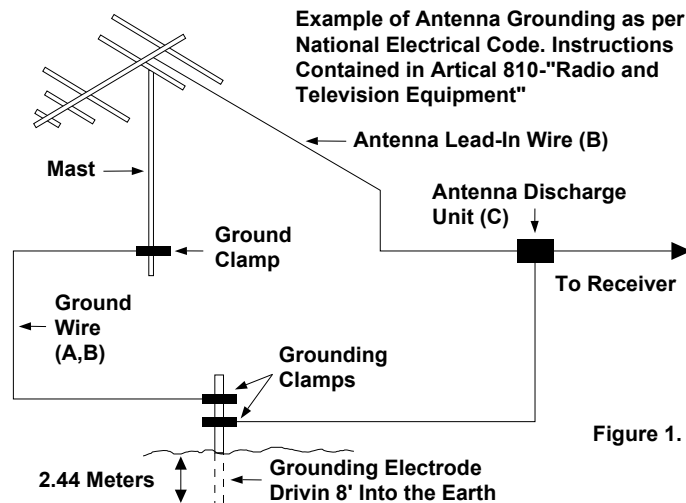 Example of Antenna Grounding as per
National Electrical Code. Instructions
Contained in Artical 810-"Radio and
Television Equipment"
Antenna Lead-In Wire (B)
Mast
Antenna Discharge
Unit (C)
Ground
Clamp
To Receiver
Ground
Wire
(A,B)
Grounding
Clamps
Figure 1.
2.44 Meters
Grounding Electrode
Drivin 8' Into the Earth